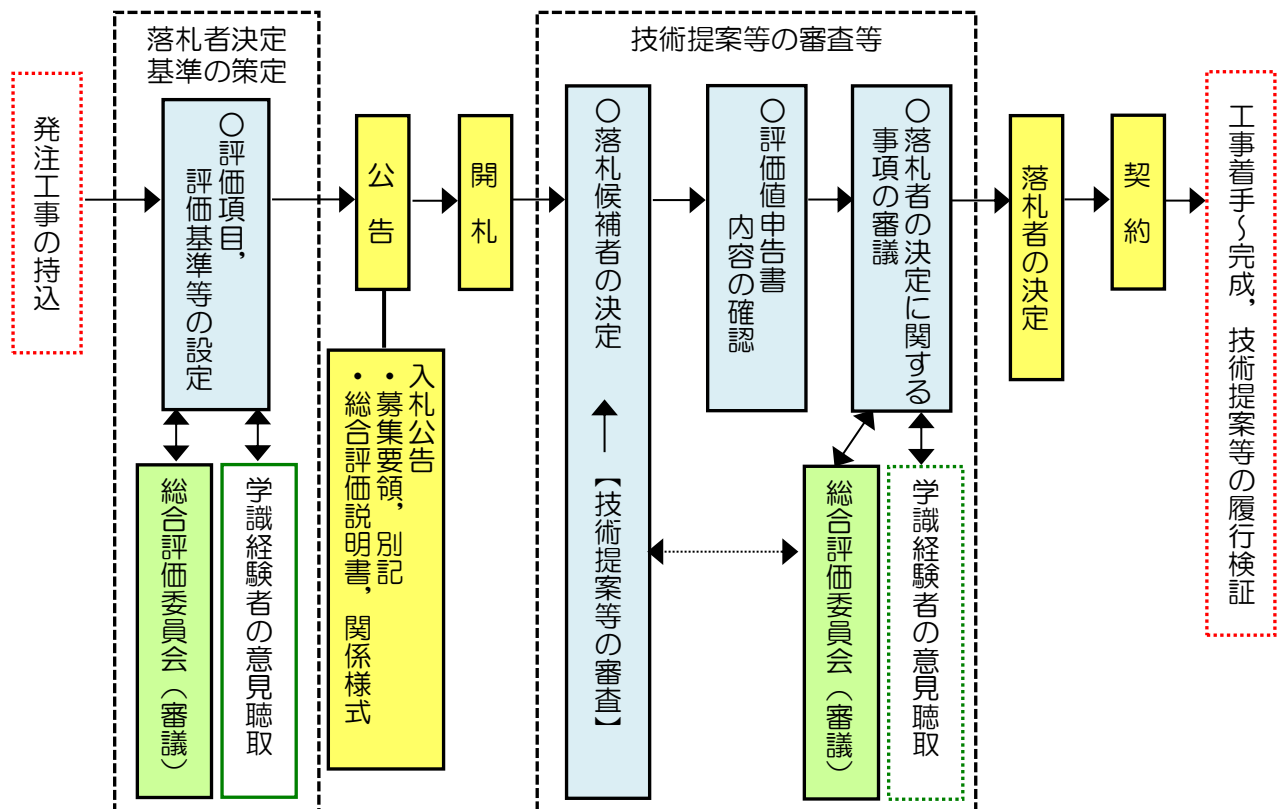 落札者決定
基準の策定
技術提案等の審査等
発注工事の持込
〇評価項目，
評価基準等の設定
総合評価委員会（審議）
学識経験者の意見聴取
公告
入札公告
・募集要領，別記
・総合評価説明書，関係様式
開札
〇落札候補者の決定
【技術提案等の審査】
〇評価値申告書
内容の確認
〇落札者の決定に関する
事項の審議
総合評価委員会（審議）
学識経験者の意見聴取
落札者の決定
契約
工事着手～完成，技術提案等の履行検証